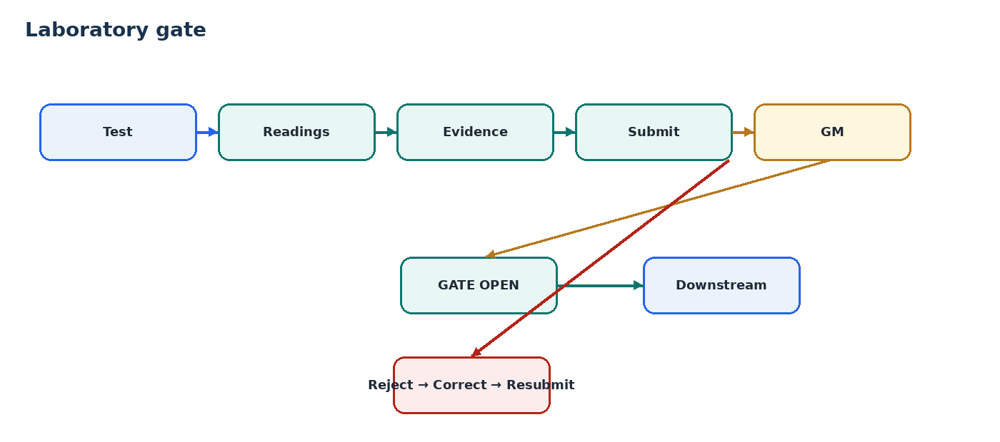 Laboratory gate
Test
Readings
Evidence
Submit
GM
GATE OPEN
Downstream
Reject → Correct → Resubmit